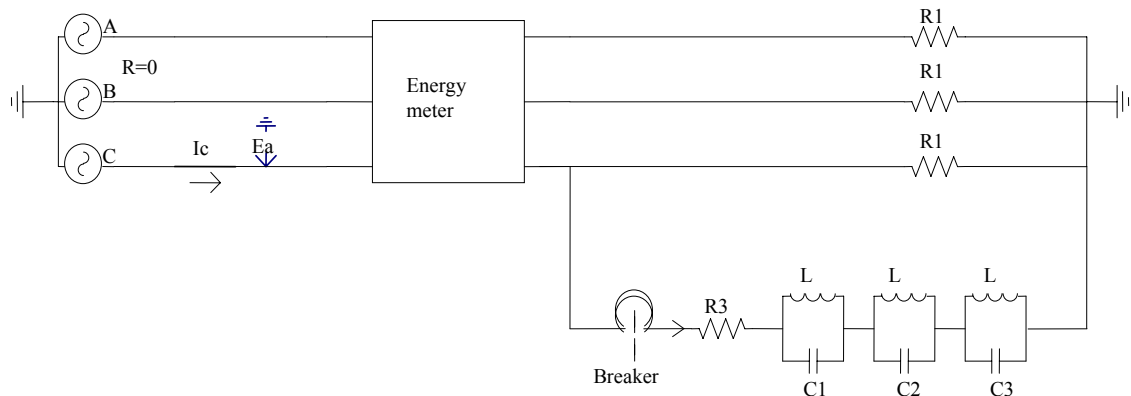 A
R1
R=0
B
Energy
meter
R1
C
Ic
Ea
R1
L
L
L
R3
Breaker
C1
C2
C3